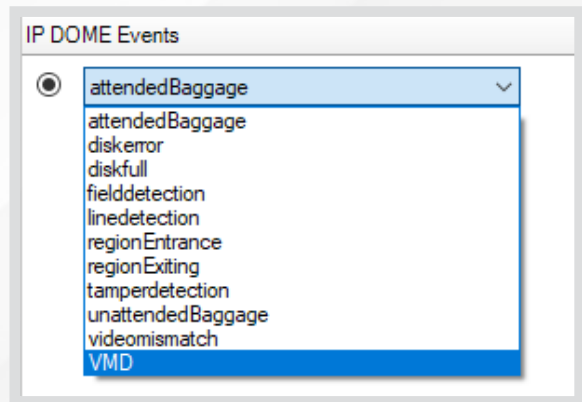 IP DOME Events
attendedBaggage
attendedBaggage
diskerror
diskfull
fielddetection
linedetection
regionEntrance
regionExiting
tamperdetection
unattendedBaggage
videomismatch
VMD